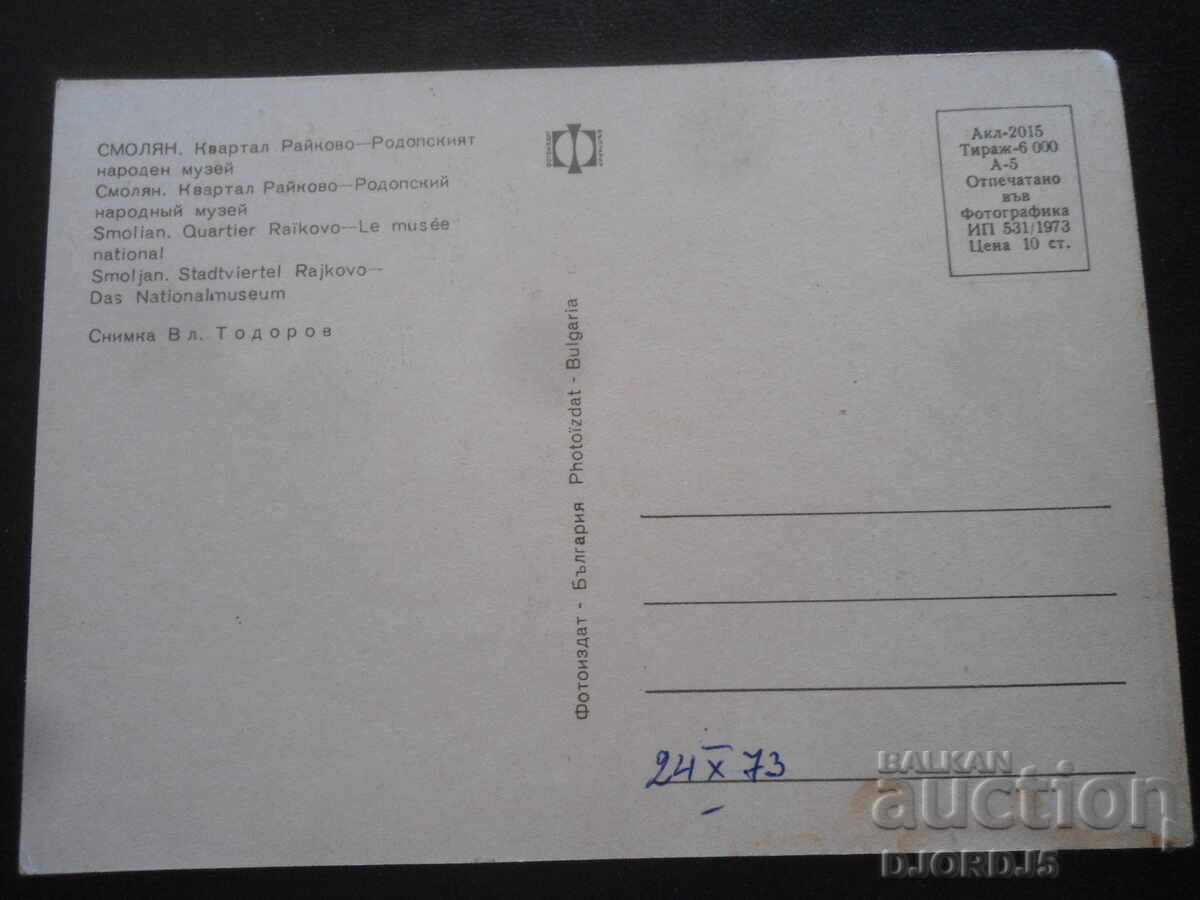 СМОЛЯН. Квартал Райково—Родопският
народен музей
Смолян. Квартал Райково—Родопский
народный музей
Smolian. Quartier Raïkovo—Le musée
national
Smoljan. Stadtviertel Rajkovo—
Das Nationalmuseum
Снимка Вл. Тодоров
Фотоиздат - България Photoïzdat - Bulgaria
Акл-2015
Тираж-6 000
А-5
Отпечатано
във
Фотографика
ИП 531/1973
Цена 10 ст.
24 X 73
BALKAN
auction
DJORDJ5